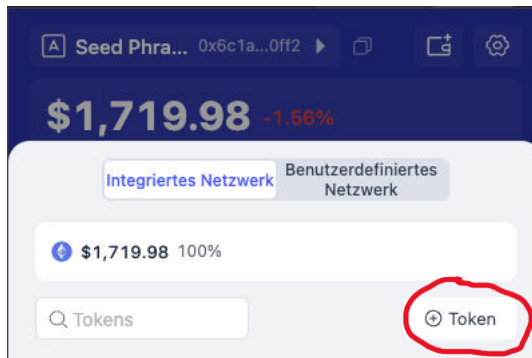 A Seed Phra... 0x6c1a...0ff2
$1,719.98 -1.56%
Integriertes Netzwerk
Benutzerdefiniertes
Netzwerk
$1,719.98 100%
Tokens
Token